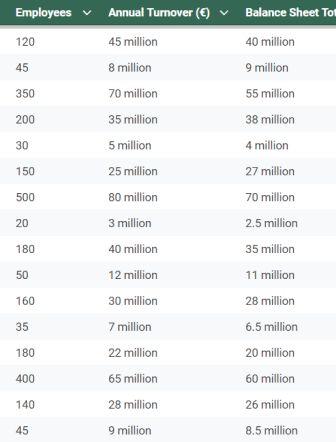 Employees Annual Turnover (€) Balance Sheet
120 45 million 40 million
45 8 million 9 million
350 70 million 55 million
200 35 million 38 million
30 5 million 4 million
150 25 million 27 million
500 80 million 70 million
20 3 million 2.5 million
180 40 million 35 million
50 12 million 11 million
160 30 million 28 million
35 7 million 6.5 million
180 22 million 20 million
400 65 million 60 million
140 28 million 26 million
45 9 million 8.5 million